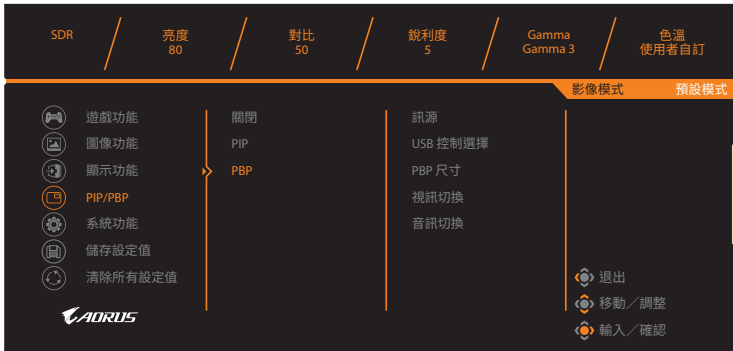 SDR
亮度
80
對比
50
銳利度
5
Gamma
Gamma 3
色溫
使用者自訂
影像模式 預設模式
遊戲功能
圖像功能
顯示功能
PIP/PBP
系統功能
儲存設定值
清除所有設定值
關閉
PIP
PBP
訊源
USB 控制選擇
PBP 尺寸
視訊切換
音訊切換
退出
移動／調整
輸入／確認
AORUS